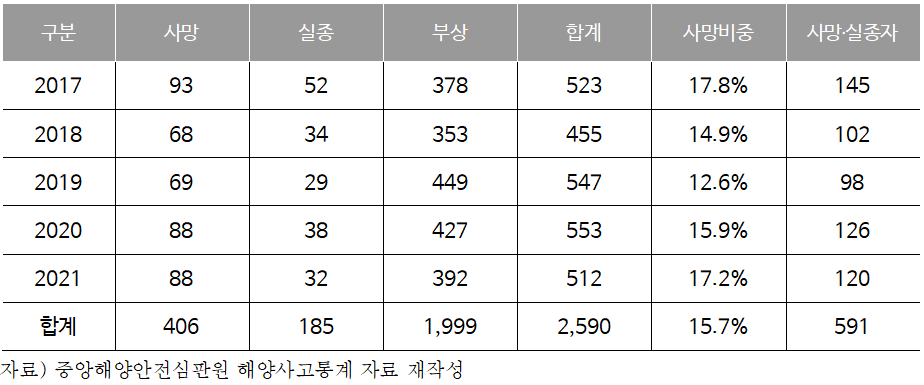 구분 사망 실종 부상 합계 사망비중 사망·실종자
2017 93 52 378 523 17.8% 145
2018 68 34 353 455 14.9% 102
2019 69 29 449 547 12.6% 98
2020 88 38 427 553 15.9% 126
2021 88 32 392 512 17.2% 120
합계 406 185 1,999 2,590 15.7% 591
자료) 중앙해양안전심판원 해양사고통계 자료 재작성